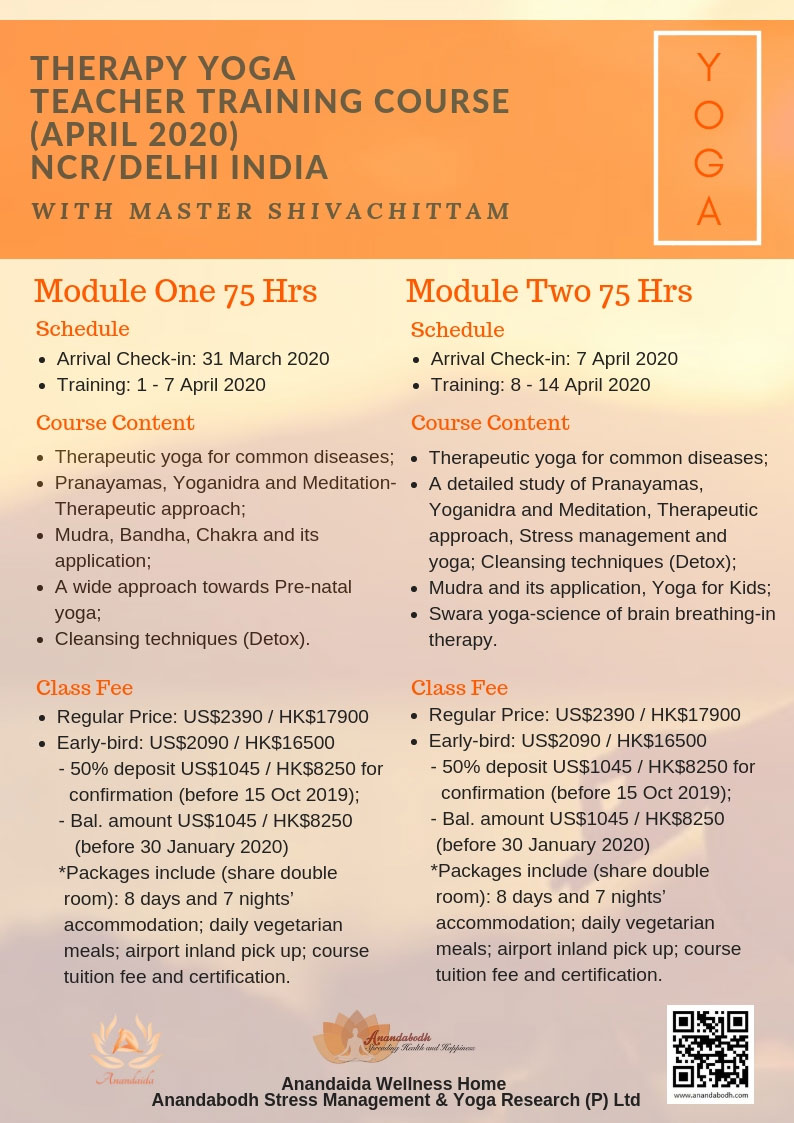 THERAPY YOGA
TEACHER TRAINING COURSE
(APRIL 2020)
NCR/DELHI INDIA
WITH MASTER SHIVACHITTAM
Y
O
G
A
Module One 75 Hrs
Schedule
• Arrival Check-in: 31 March 2020
• Training: 1 - 7 April 2020
Course Content
• Therapeutic yoga for common diseases;
• Pranayamas, Yoganidra and Meditation-
Therapeutic approach;
• Mudra, Bandha, Chakra and its
application;
• A wide approach towards Pre-natal
yoga;
• Cleansing techniques (Detox).
Class Fee
• Regular Price: US$2390 / HK$17900
• Early-bird: US$2090 / HK$16500
- 50% deposit US$1045 / HK$8250 for
confirmation (before 15 Oct 2019);
- Bal. amount US$1045 / HK$8250
(before 30 January 2020)
*Packages include (share double
room): 8 days and 7 nights’
accommodation; daily vegetarian
meals; airport inland pick up; course
tuition fee and certification.
Module Two 75 Hrs
Schedule
• Arrival Check-in: 7 April 2020
• Training: 8 - 14 April 2020
Course Content
• Therapeutic yoga for common diseases;
• A detailed study of Pranayamas,
Yoganidra and Meditation, Therapeutic
approach, Stress management and
yoga; Cleansing techniques (Detox);
• Mudra and its application, Yoga for Kids;
• Swara yoga-science of brain breathing-in
therapy.
Class Fee
• Regular Price: US$2390 / HK$17900
• Early-bird: US$2090 / HK$16500
- 50% deposit US$1045 / HK$8250 for
confirmation (before 15 Oct 2019);
- Bal. amount US$1045 / HK$8250
(before 30 January 2020)
*Packages include (share double
room): 8 days and 7 nights’
accommodation; daily vegetarian
meals; airport inland pick up; course
tuition fee and certification.
Anandaida
Anandabodh
Spreading Health and Happiness
Anandaida Wellness Home
Anandabodh Stress Management & Yoga Research (P) Ltd
www.anandabodh.com